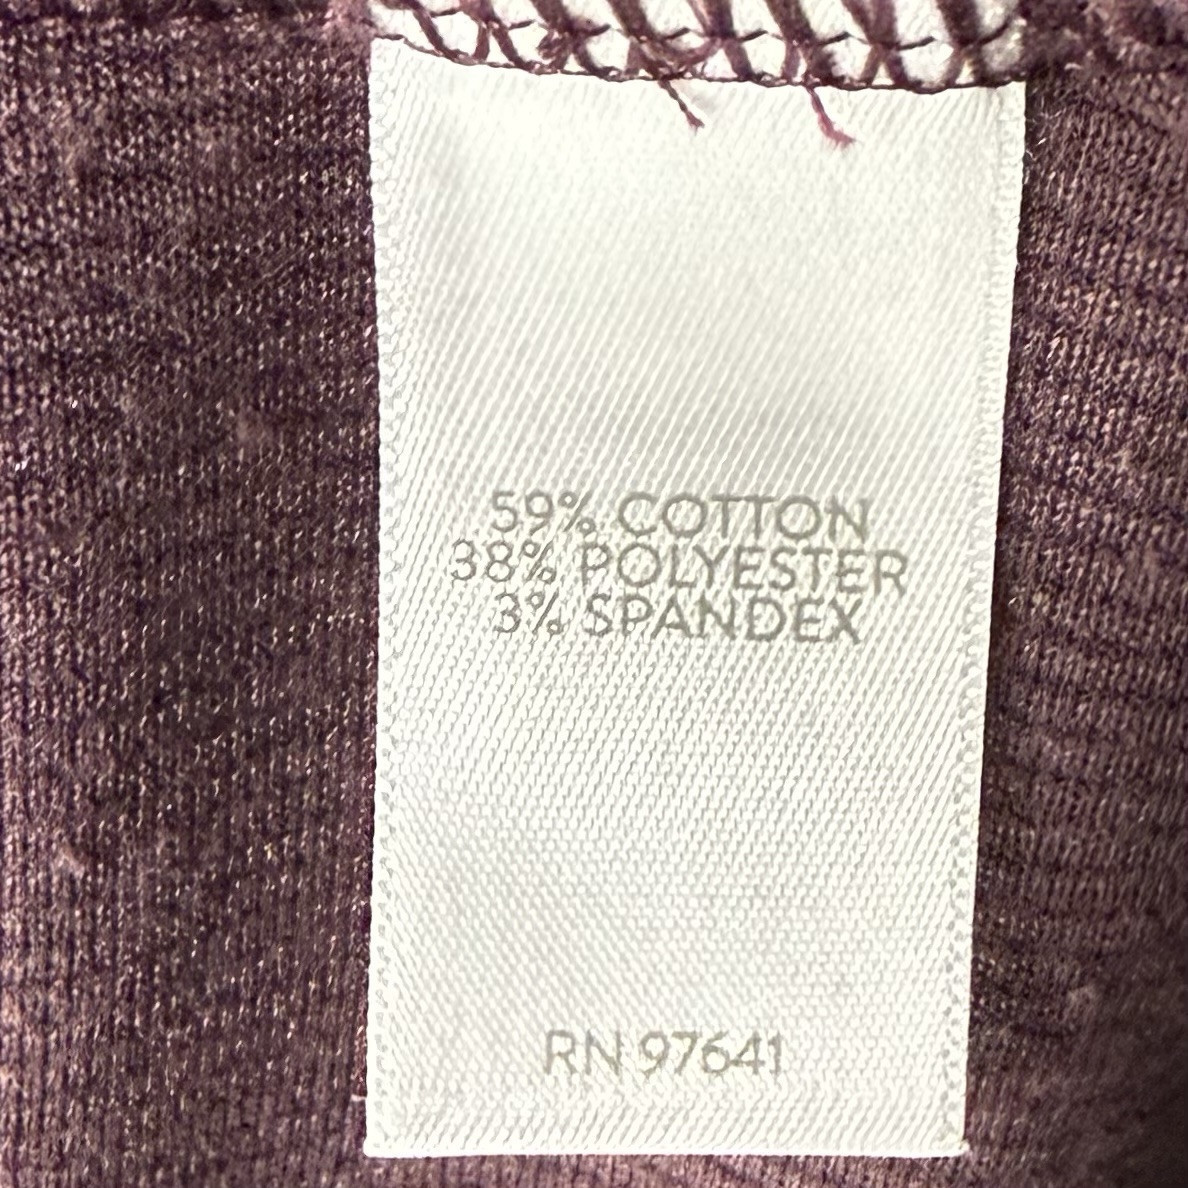 59% COTTON
38% POLYESTER
3% SPANDEX
RN 97641